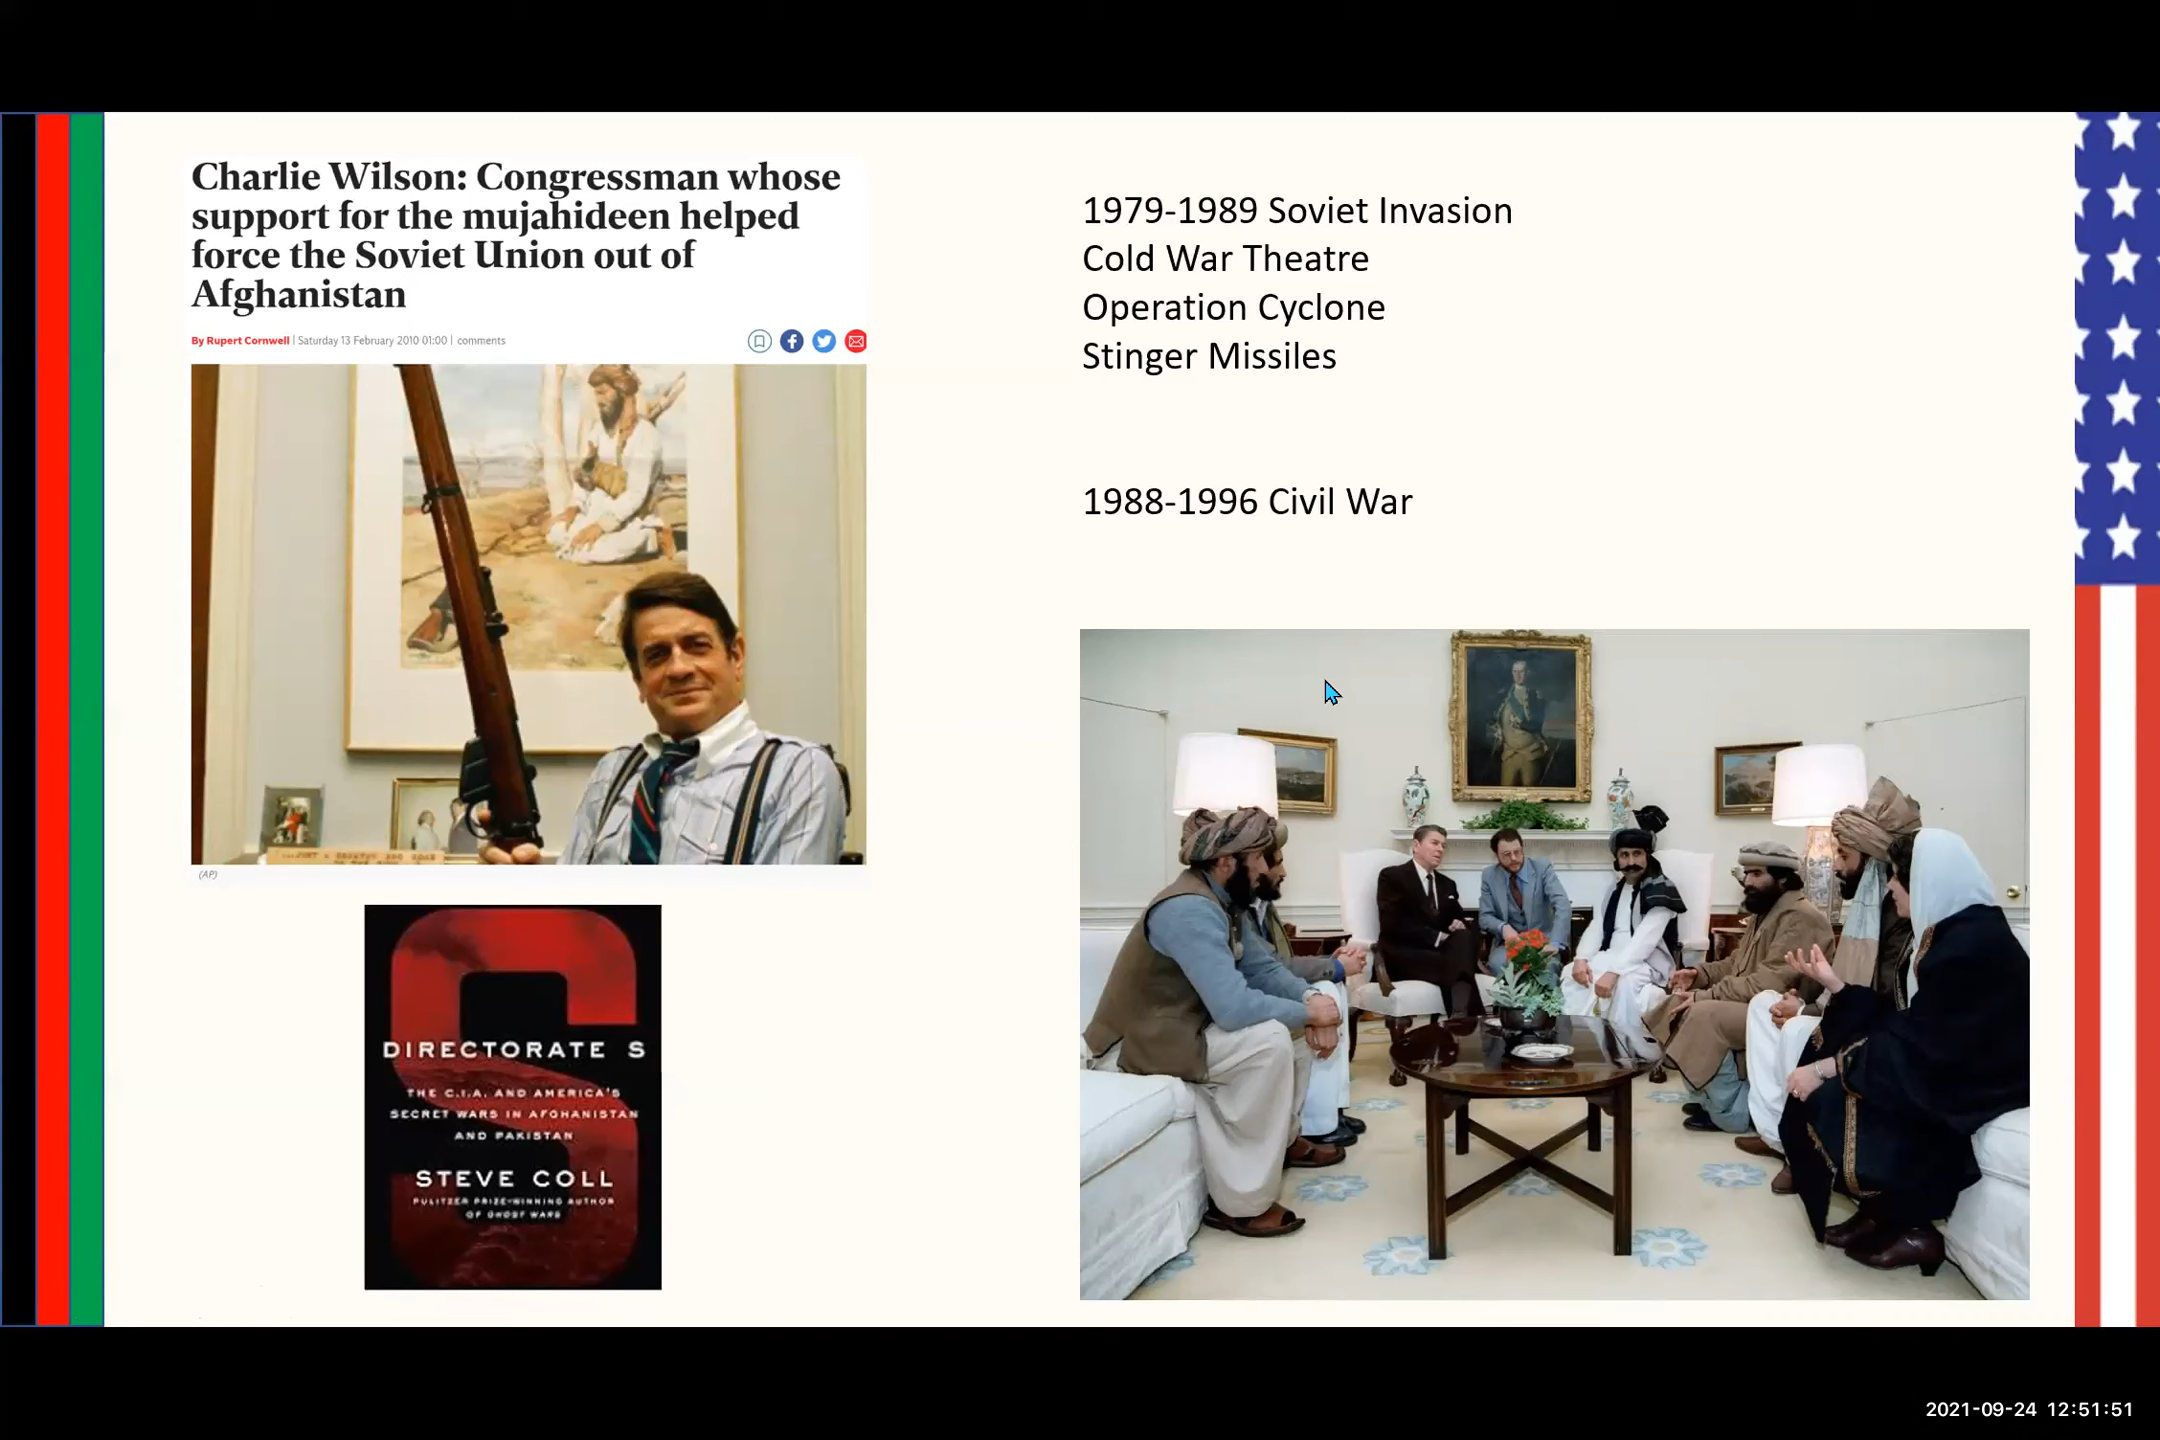 Charlie Wilson: Congressman whose
support for the mujahideen helped
force the Soviet Union out of
Afghanistan
By Rupert Cornwell | Saturday 13 February 2010 01:00 | comments
(AP)
DIRECTORATE S
THE C.I.A. AND AMERICA'S
SECRET WARS IN AFGHANISTAN
AND PAKISTAN
STEVE COLL
PULITZER PRIZE-WINNING AUTHOR
OF GHOST WARS
1979-1989 Soviet Invasion
Cold War Theatre
Operation Cyclone
Stinger Missiles
1988-1996 Civil War
2021-09-24 12:51:51